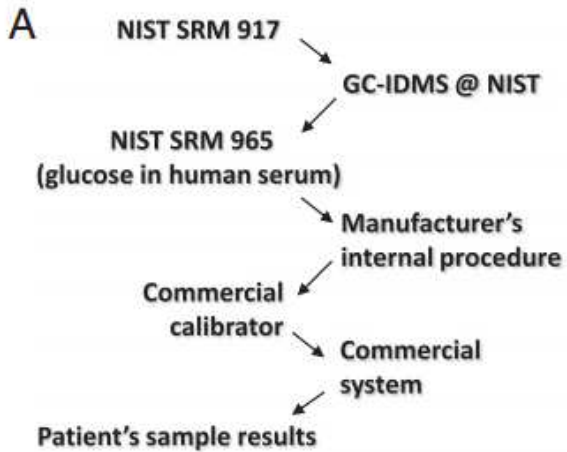 A
NIST SRM 917
GC-IDMS @ NIST
NIST SRM 965
(glucose in human serum)
Manufacturer's
internal procedure
Commercial
calibrator
Commercial
system
Patient's sample results